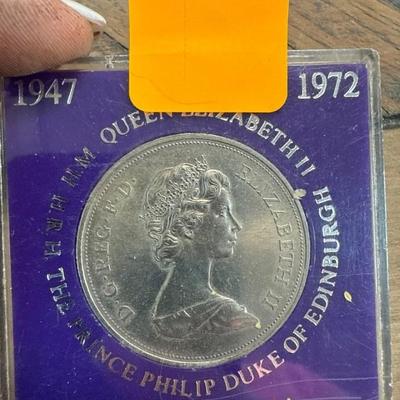 1947 1972
H.M. QUEEN ELIZABETH II
H.R.H. THE PRINCE PHILIP DUKE OF EDINBURGH
D·G·REG·F·D·
ELIZABETH II